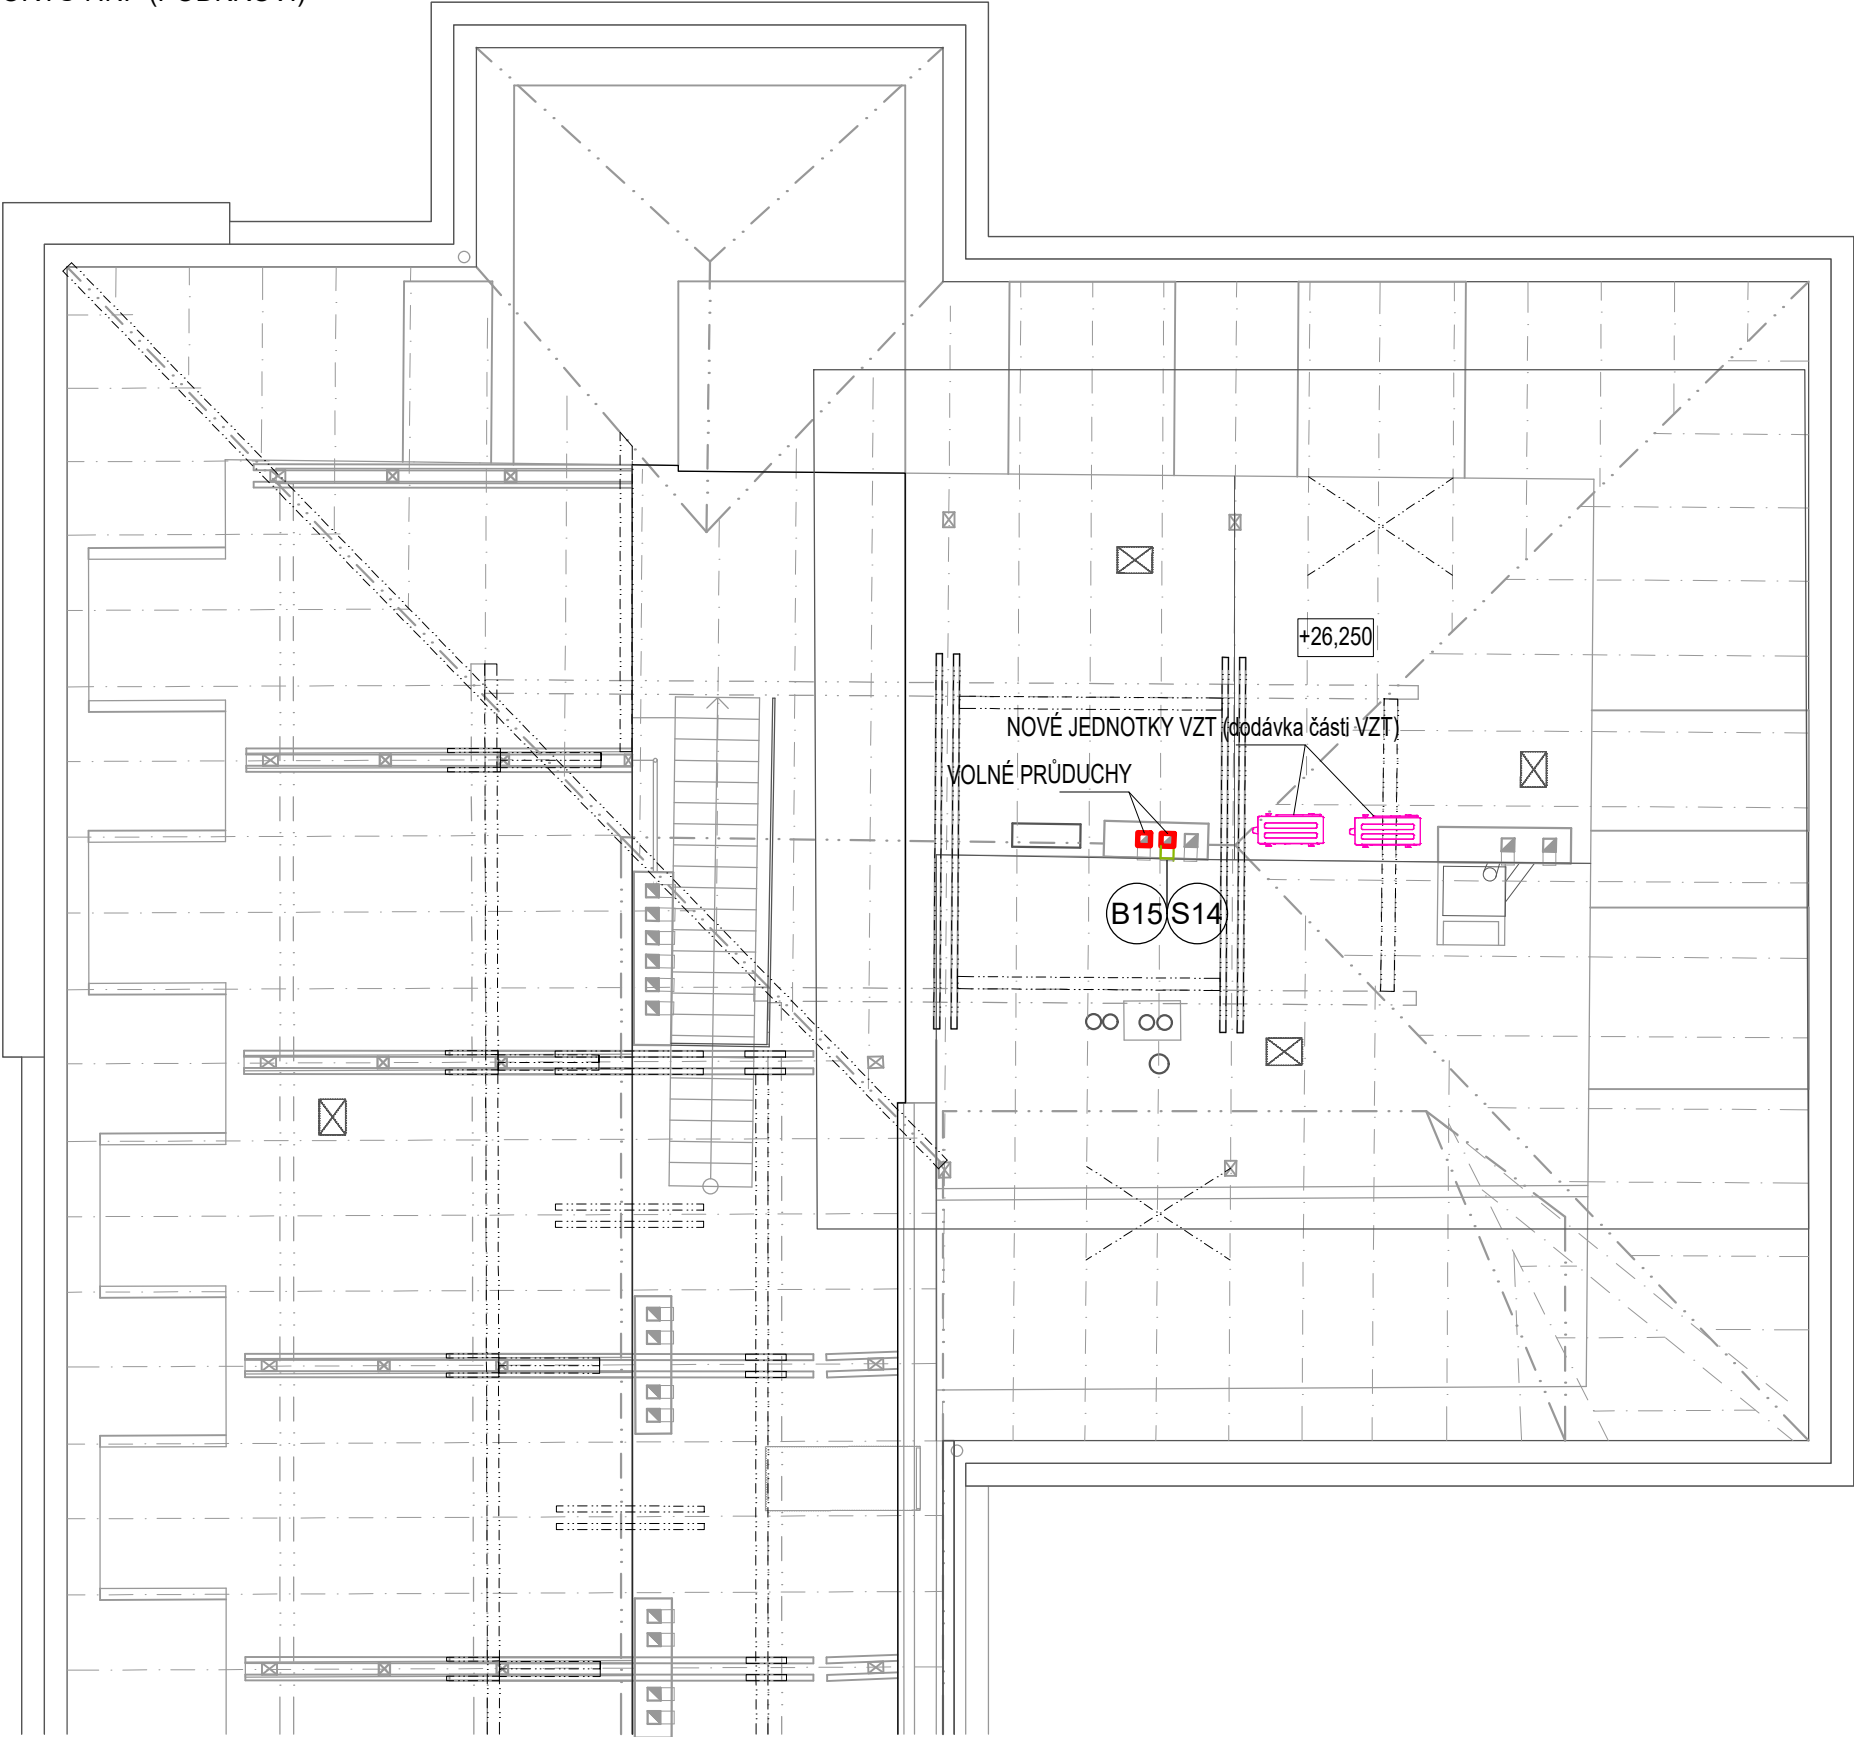 +26,250
NOVÉ JEDNOTKY VZT (dodávka části VZT)
VOLNÉ PRŮDUCHY
B15 S14